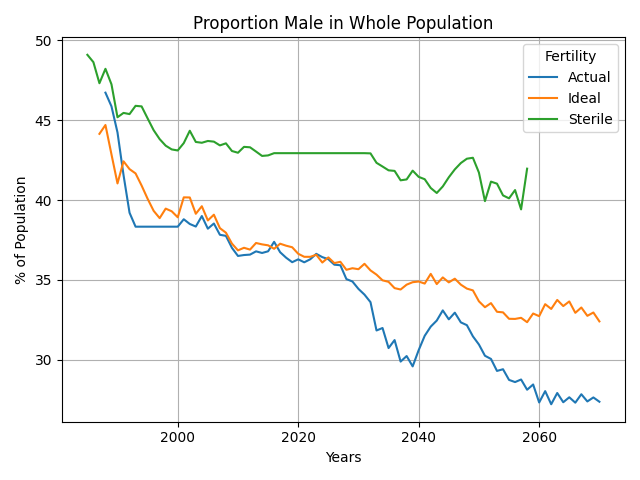 Proportion Male in Whole Population
Fertility
Actual
Ideal
Sterile
% of Population
50
45
40
35
30
2000
2020
2040
2060
Years